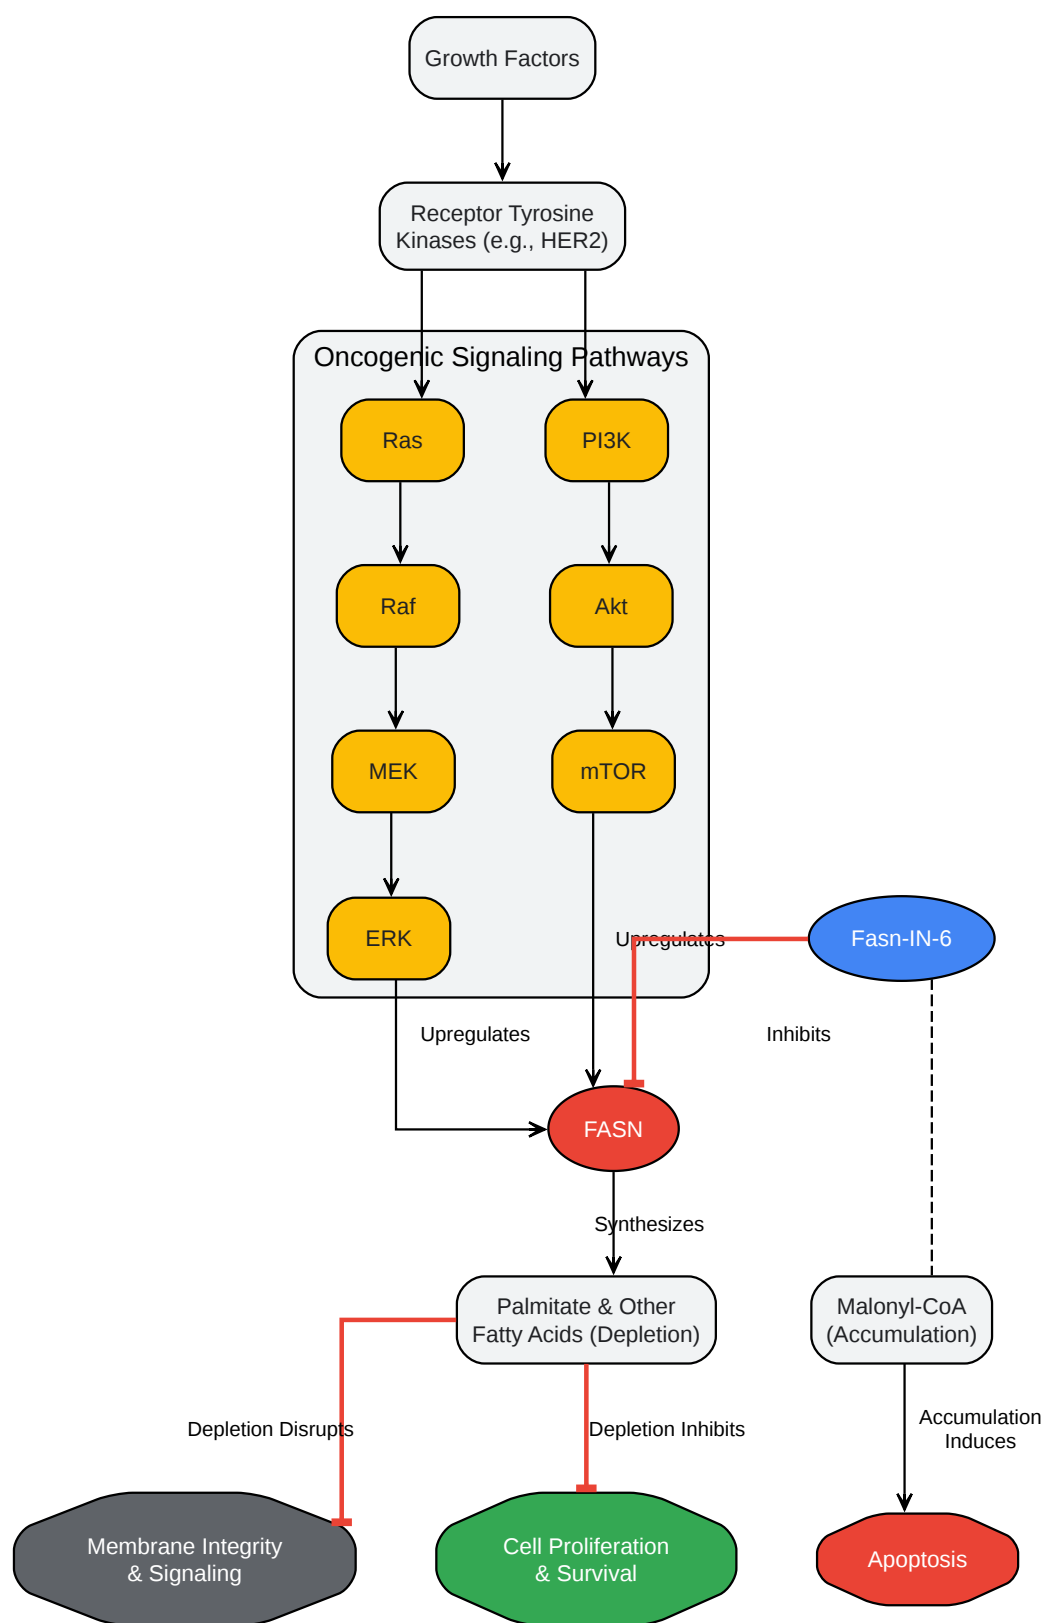 Growth Factors
Receptor Tyrosine
Kinases (e.g., HER2)
Oncogenic Signaling Pathways
Ras
PI3K
Raf
Akt
MEK
mTOR
ERK
Upregulates
Fasn-IN-6
Upregulates
Inhibits
FASN
Synthesizes
Palmitate & Other
Fatty Acids (Depletion)
Malonyl-CoA
(Accumulation)
Depletion Disrupts
Depletion Inhibits
Accumulation
Induces
Membrane Integrity
& Signaling
Cell Proliferation
& Survival
Apoptosis